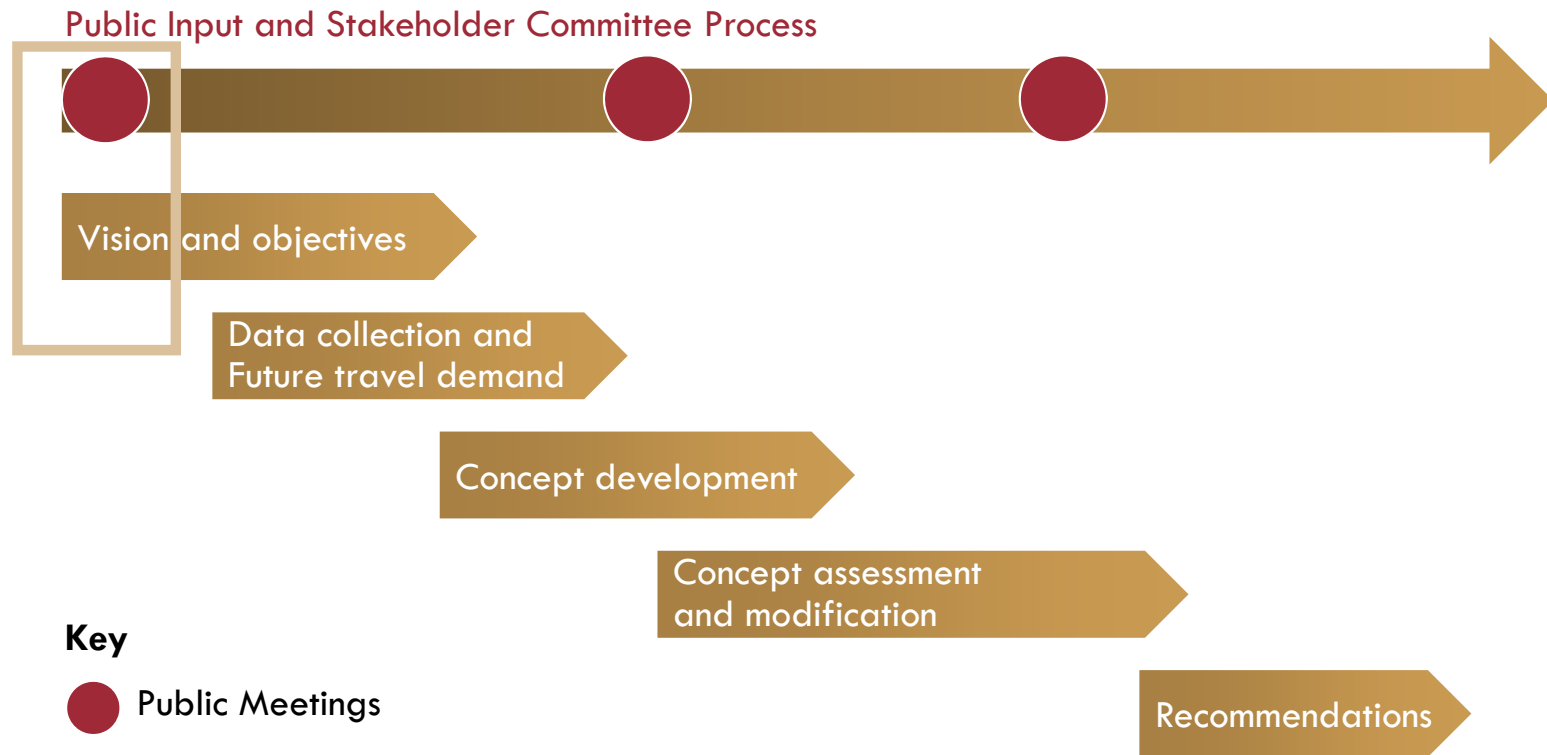 Public Input and Stakeholder Committee Process
Vision and objectives
Data collection and
Future travel demand
Concept development
Concept assessment
and modification
Recommendations
Key
Public Meetings